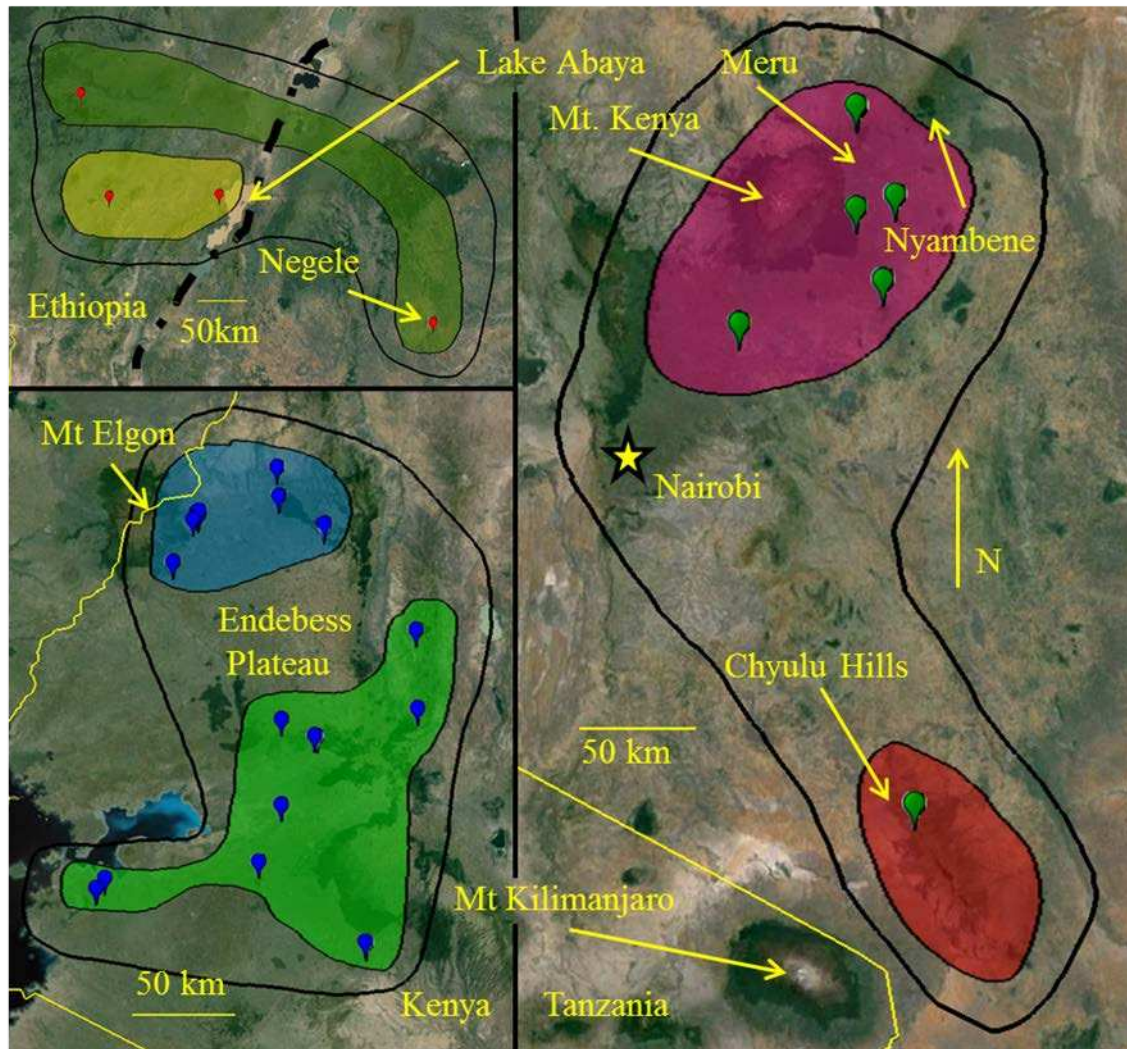 Lake Abaya
Negele
Ethiopia
50km
Mt Elgon
Endebess
Plateau
50 km
Kenya
Meru
Mt. Kenya
Nyambene
Nairobi
N
Chyulu Hills
50 km
Mt Kilimanjaro
Tanzania